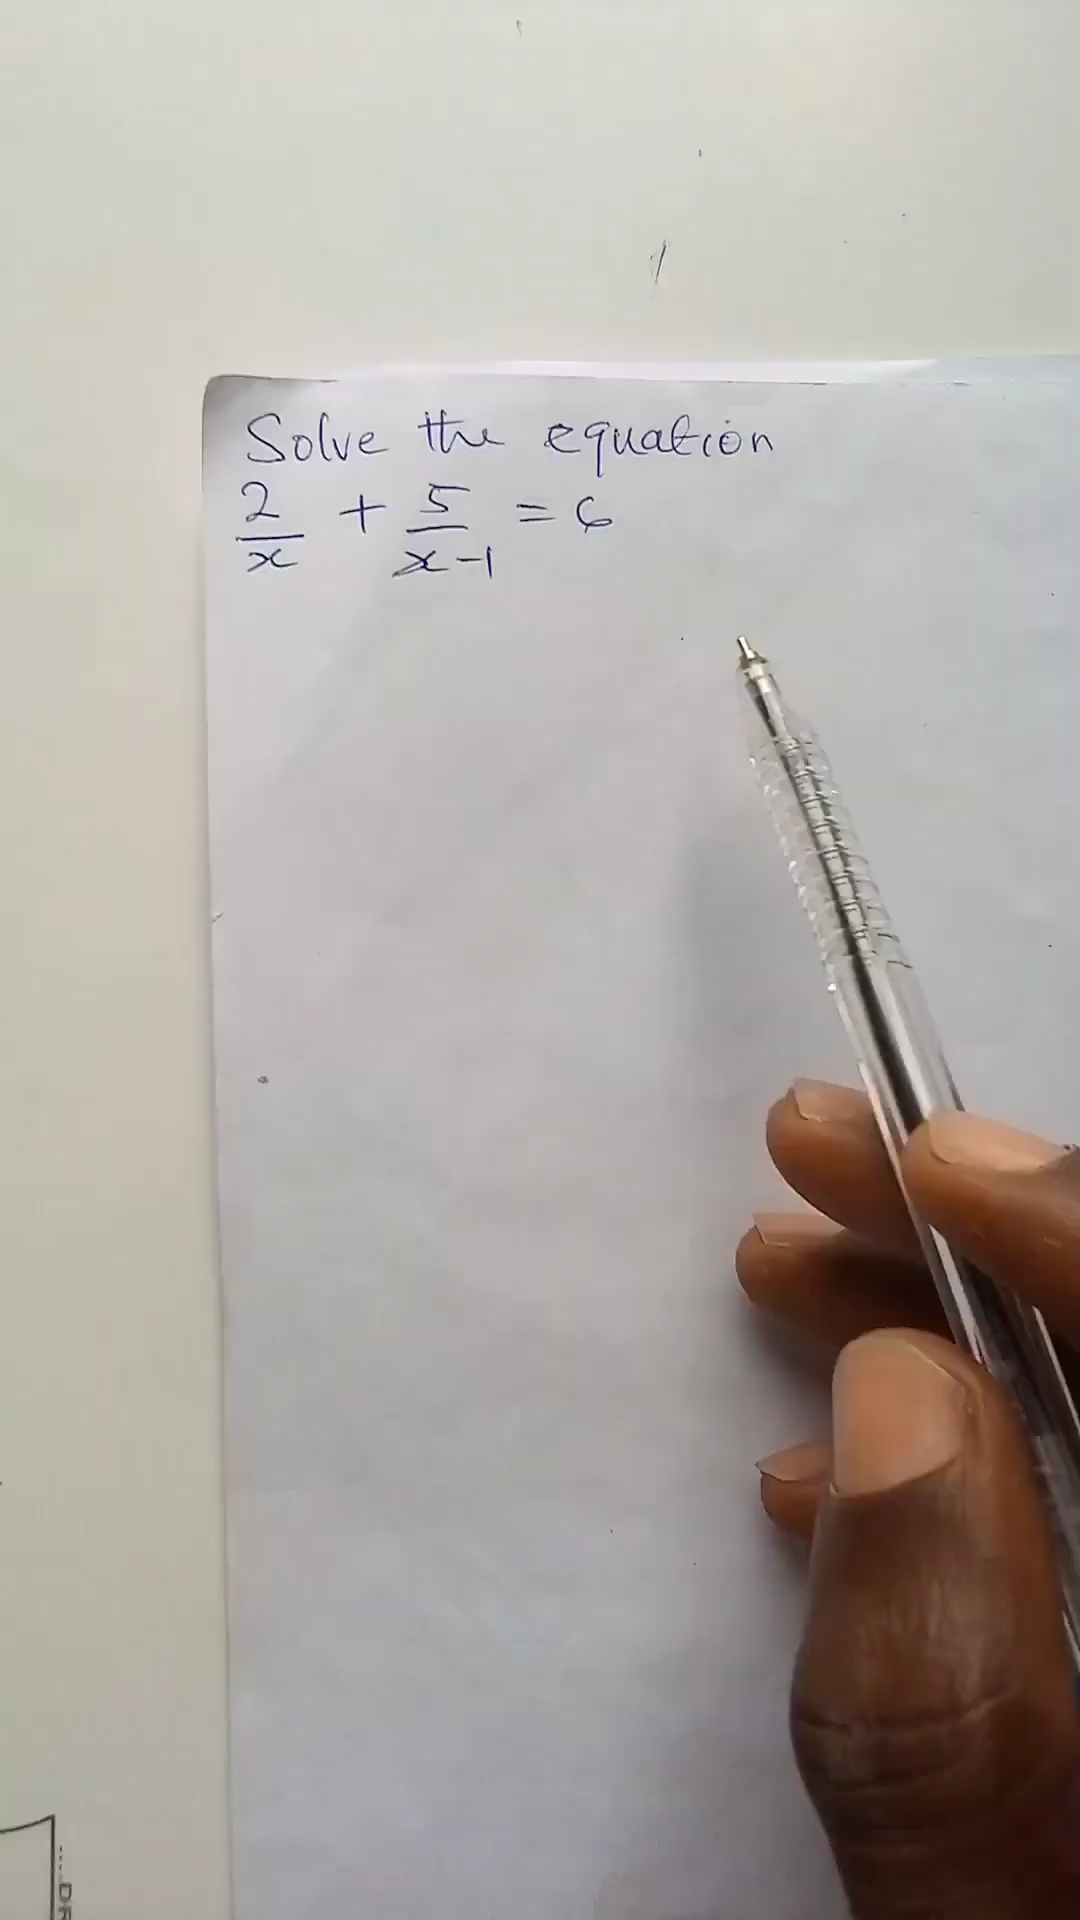 Solve the equation
2/x + 5/x-1 = 6